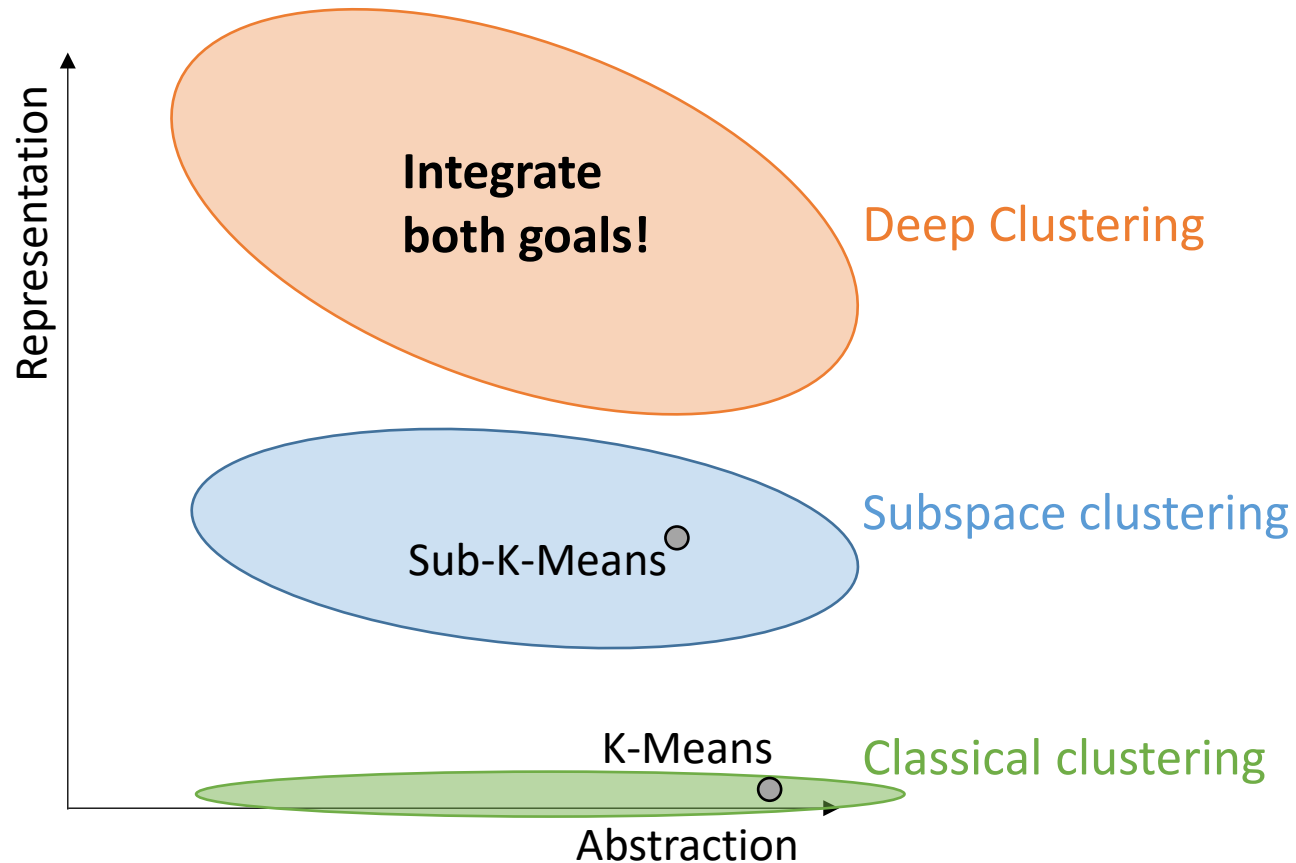 Representation
Integrate
both goals!
Deep Clustering
Subspace clustering
Sub-K-Means
K-Means
Classical clustering
Abstraction